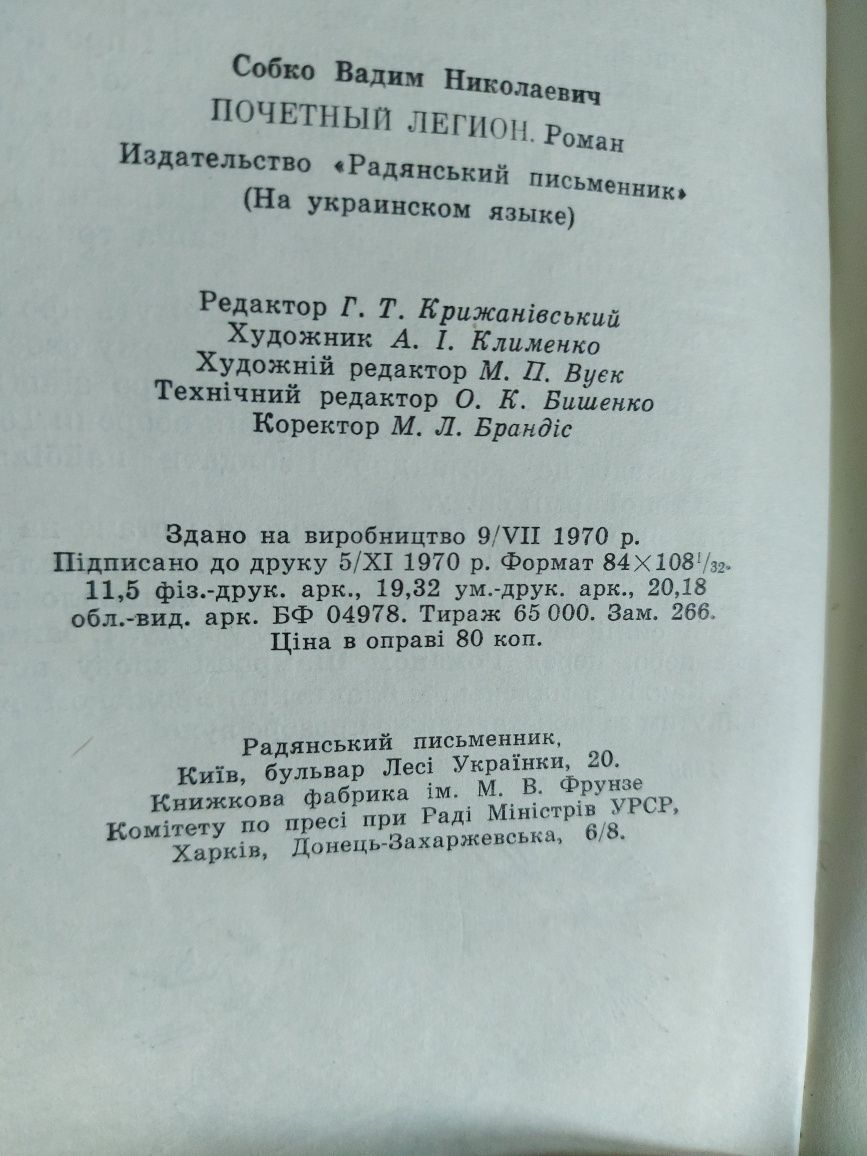 Собко Вадим Николаевич
ПОЧЕТНЫЙ ЛЕГИОН. Роман
Издательство «Радянський письменник»
(На украинском языке)
Редактор Г. Т. Крижанівський
Художник А. І. Клименко
Художній редактор М. П. Вуєк
Технічний редактор О. К. Бишенко
Коректор М. Л. Брандіс
Здано на виробництво 9/VII 1970 р.
Підписано до друку 5/XI 1970 р. Формат 84×108¹/₃₂.
11,5 фіз.-друк. арк., 19,32 ум.-друк. арк., 20,18
обл.-вид. арк. БФ 04978. Тираж 65 000. Зам. 266.
Ціна в оправі 80 коп.
Радянський письменник,
Київ, бульвар Лесі Українки, 20.
Книжкова фабрика ім. М. В. Фрунзе
Комітету по пресі при Раді Міністрів УРСР,
Харків, Донець-Захаржевська, 6/8.